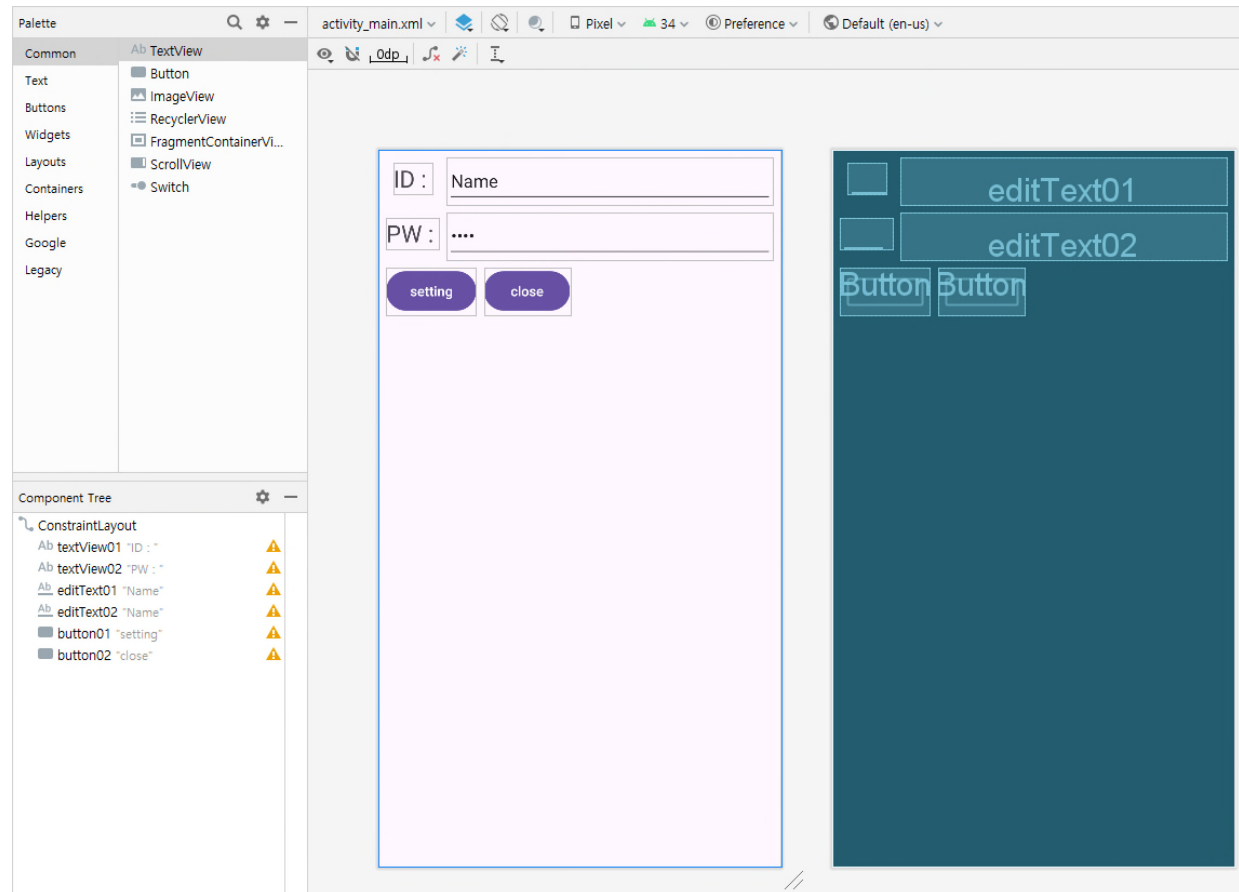 Palette
activity_main.xml Pixel 34 Preference Default (en-us)
Common
Text
Buttons
Widgets
Layouts
Containers
Helpers
Google
Legacy
Ab TextView
Button
ImageView
RecyclerView
FragmentContainerVi...
ScrollView
Switch
0dp
ID : Name
PW : ••••
setting close
editText01
editText02
Button Button
Component Tree
ConstraintLayout
Ab textView01 "ID : "
Ab textView02 "PW : "
Ab editText01 "Name"
Ab editText02 "Name"
button01 "setting"
button02 "close"